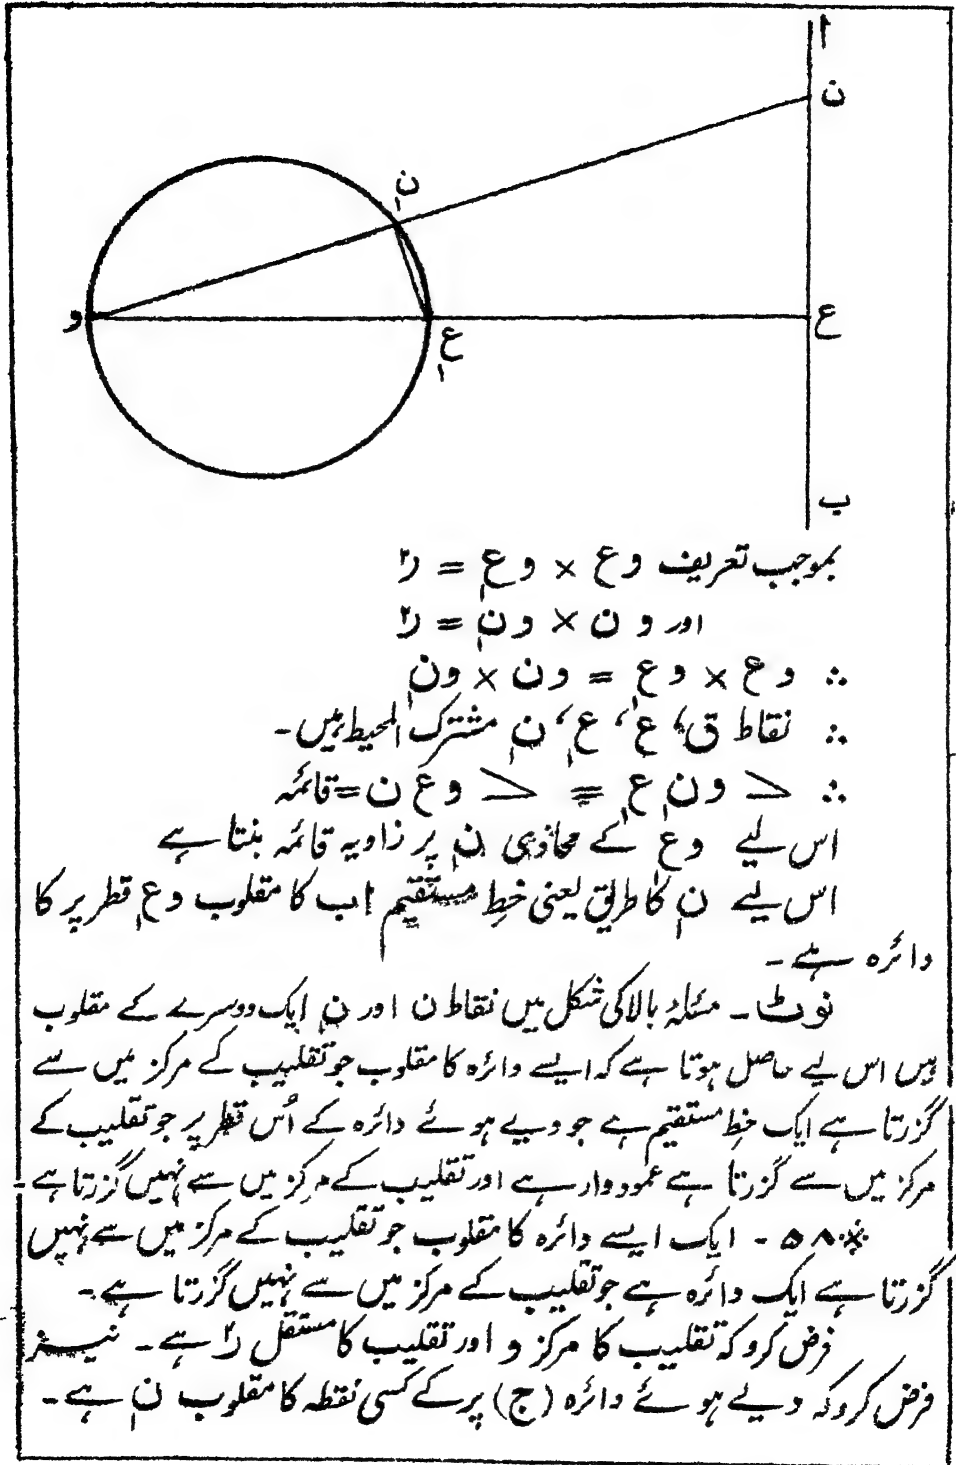 ا
ن
نٖ
و
عٖ
ع
ب
بموجب تعریف وع × وعٖ = ر۲
اور ون × ونٖ = ر۲
∴ وع × وعٖ = ون × ونٖ
∴ نقاط ق، ع، عٖ، نٖ مشترک المحیط ہیں۔
∴ > ونٖ عٖ = > وع ن = قائمہ
اس لیے وعٖ کے محاذی نٖ پر زاویہ قائمہ بنتا ہے
اس لیے نٖ کا طریق یعنی خطِ مستقیم اب کا مقلوب وعٖ قطر پر کا
دائرہ ہے۔
نوٹ۔ مسئلہ بالا کی شکل میں نقاط ن اور نٖ ایک دوسرے کے مقلوب
ہیں اس لیے حاصل ہوتا ہے کہ ایسے دائرہ کا مقلوب جو تقلیب کے مرکز میں سے
گزرتا ہے ایک خط مستقیم ہے جو دیے ہوئے دائرہ کے اُس قطر پر جو تقلیب کے
مرکز میں سے گزرتا ہے عمود وار ہے اور تقلیب کے مرکز میں سے نہیں گزرتا ہے
※۵۸۔ ایک ایسے دائرہ کا مقلوب جو تقلیب کے مرکز میں سے نہیں
گزرتا ہے ایک دائرہ ہے جو تقلیب کے مرکز میں سے نہیں گزرتا ہے۔
فرض کرو کہ تقلیب کا مرکز و اور تقلیب کا مستقل ر۲ ہے۔ نیز
فرض کرو کہ دیے ہوئے دائرہ (ج) پر کے کسی نقطہ کا مقلوب نٖ ہے۔